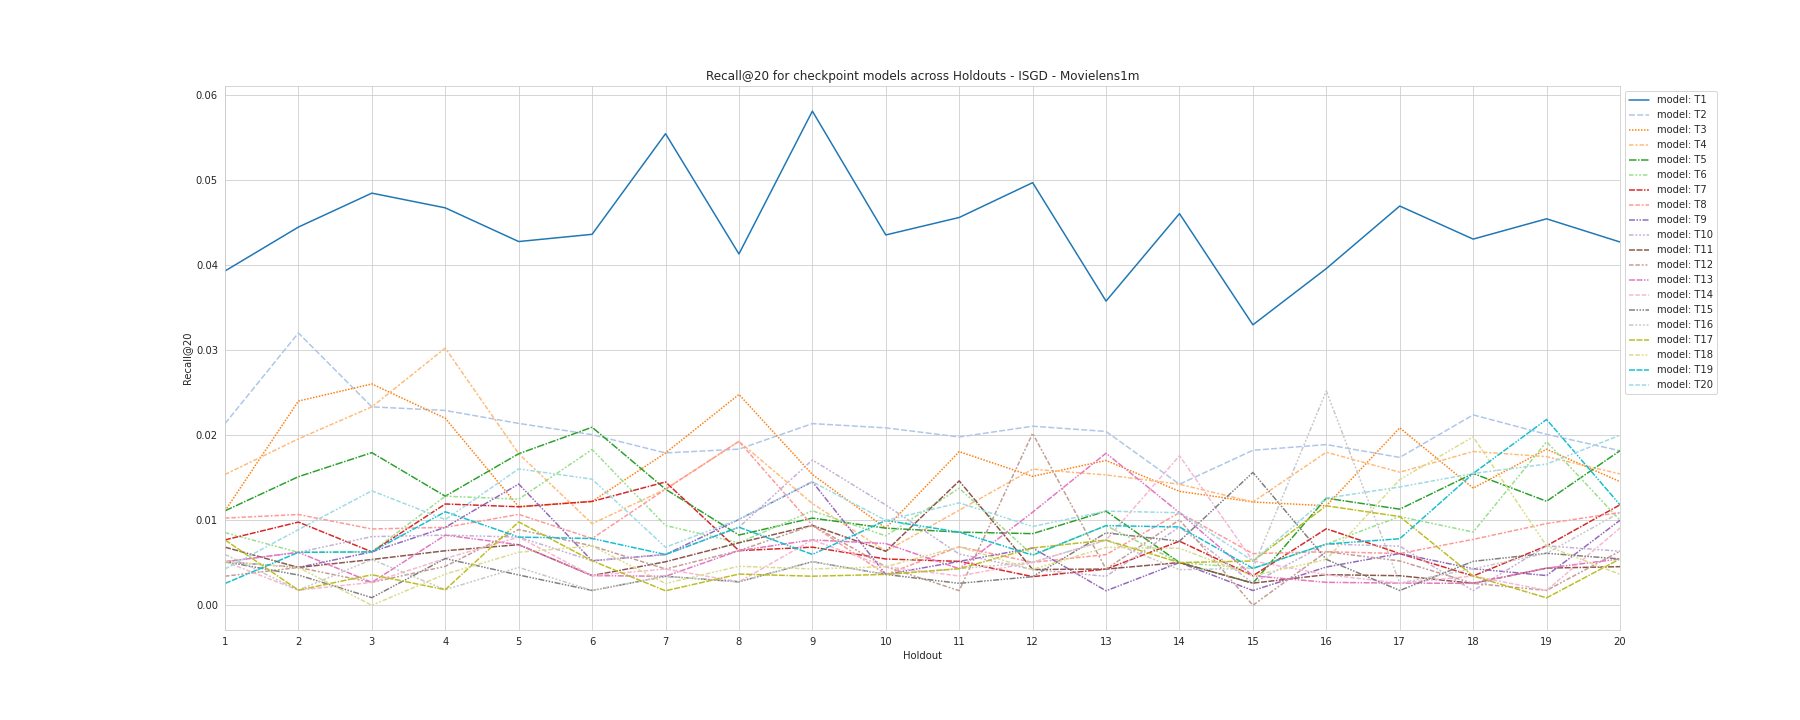 Recall@20 for checkpoint models across Holdouts - ISGD - Movielens1m
0.06
0.05
0.04
0.03
0.02
0.01
0.00
Recall@20
1 2 3 4 5 6 7 8 9 10 11 12 13 14 15 16 17 18 19 20
Holdout
model: T1
model: T2
model: T3
model: T4
model: T5
model: T6
model: T7
model: T8
model: T9
model: T10
model: T11
model: T12
model: T13
model: T14
model: T15
model: T16
model: T17
model: T18
model: T19
model: T20